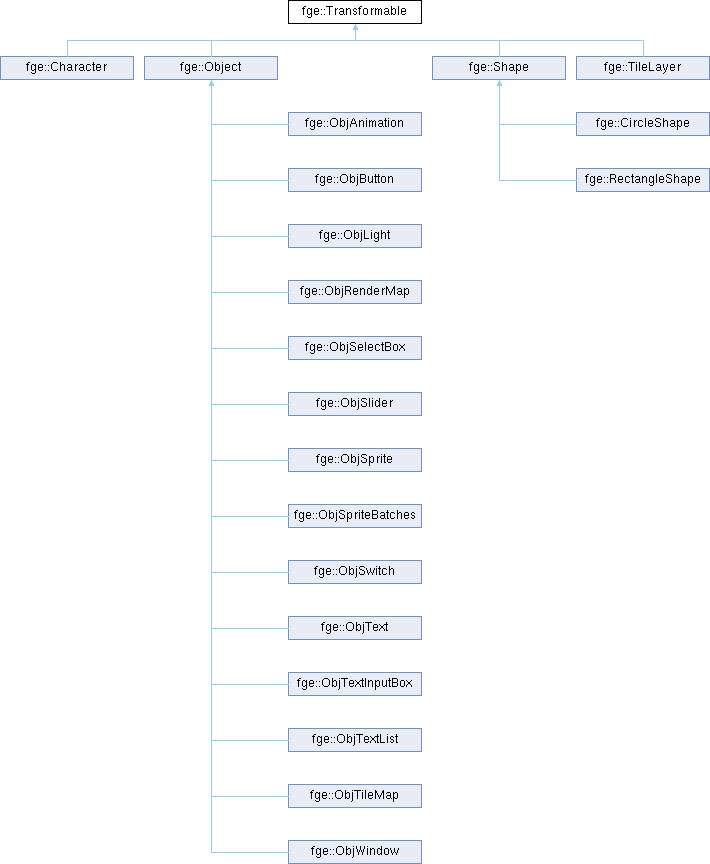 fge::Transformable
fge::Character
fge::Object
fge::Shape
fge::TileLayer
fge::ObjAnimation
fge::CircleShape
fge::ObjButton
fge::RectangleShape
fge::ObjLight
fge::ObjRenderMap
fge::ObjSelectBox
fge::ObjSlider
fge::ObjSprite
fge::ObjSpriteBatches
fge::ObjSwitch
fge::ObjText
fge::ObjTextInputBox
fge::ObjTextList
fge::ObjTileMap
fge::ObjWindow